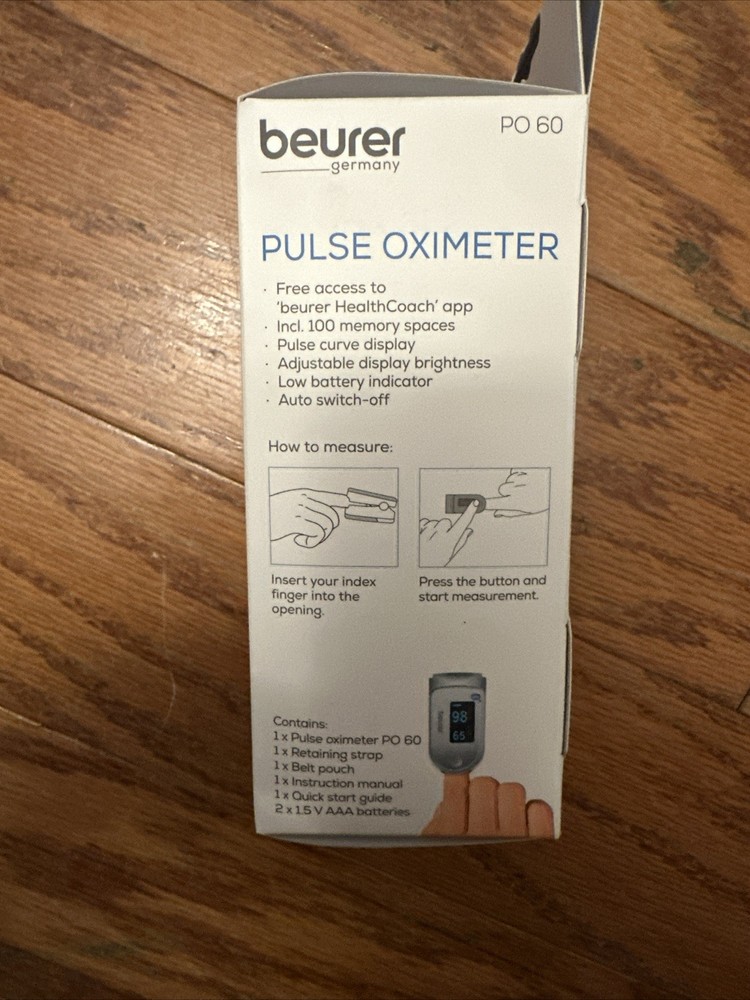 beurer
germany
PO 60
PULSE OXIMETER
· Free access to
'beurer HealthCoach' app
· Incl. 100 memory spaces
· Pulse curve display
· Adjustable display brightness
· Low battery indicator
· Auto switch-off
How to measure:
Insert your index
finger into the
opening.
Press the button and
start measurement.
Contains:
1 x Pulse oximeter PO 60
1 x Retaining strap
1 x Belt pouch
1 x Instruction manual
1 x Quick start guide
2 x 1.5 V AAA batteries
beurer
98
65